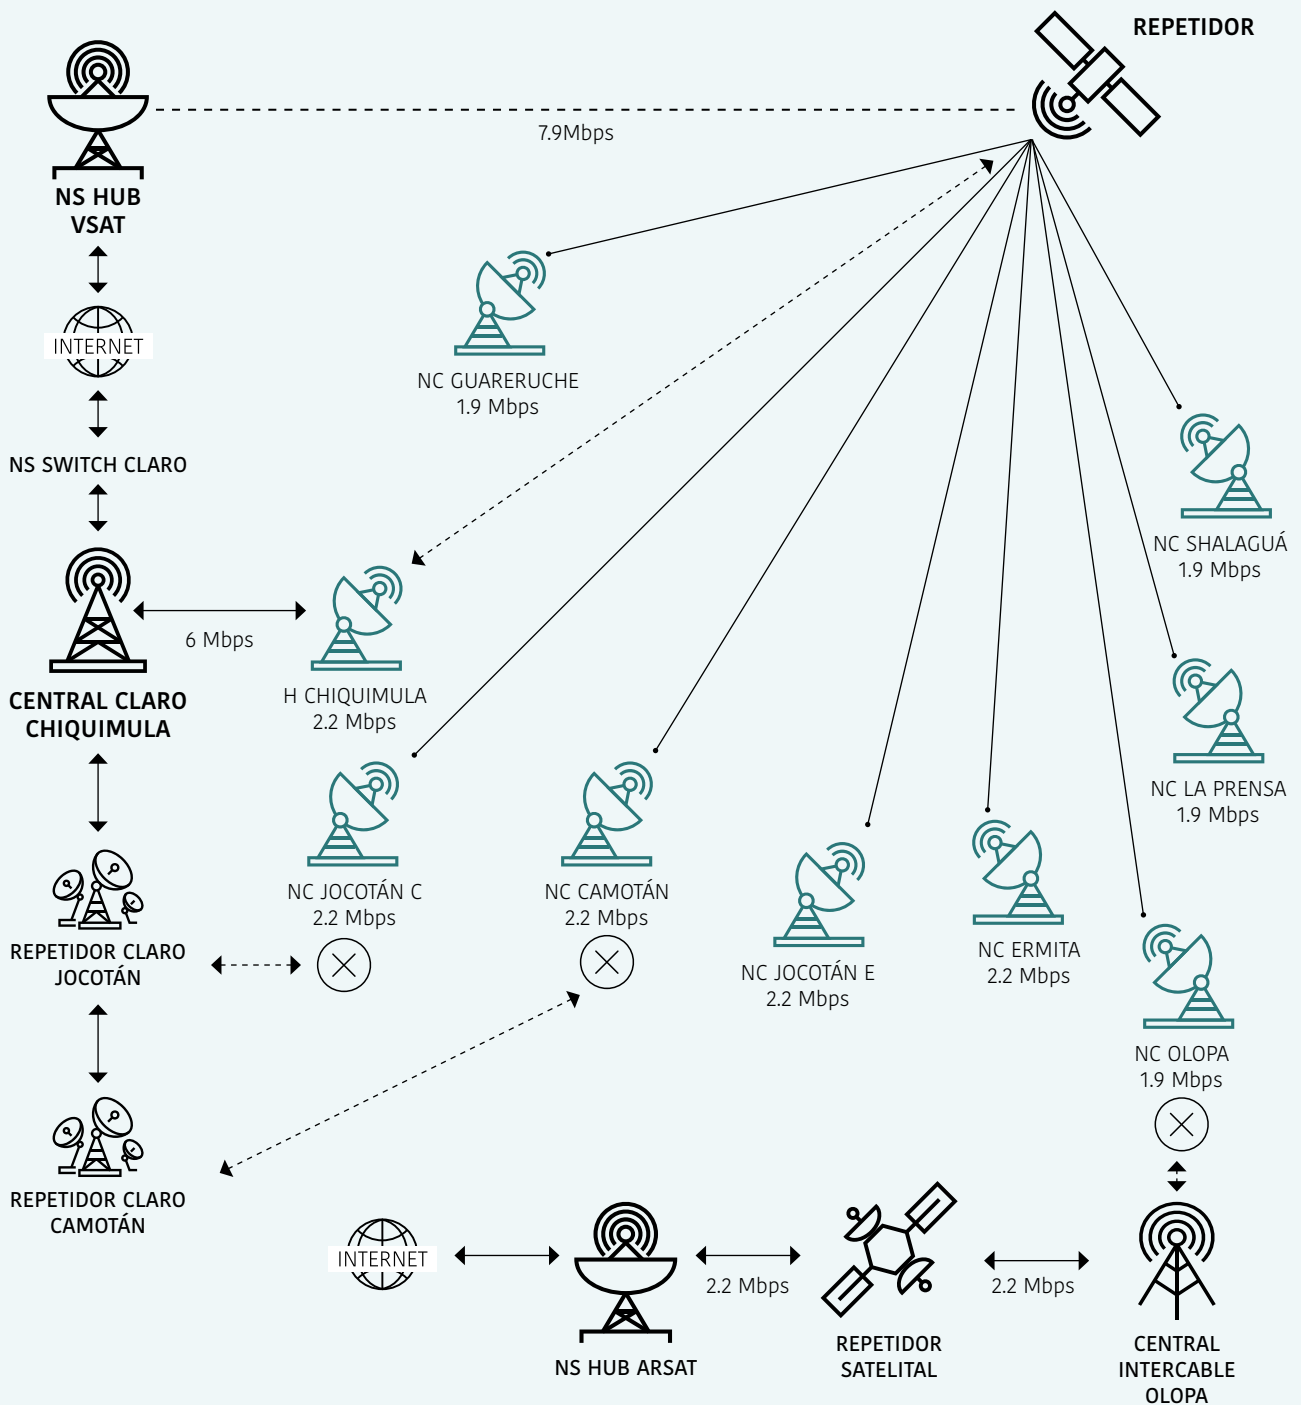 REPETIDOR
7.9Mbps
NS HUB
VSAT
INTERNET
NS SWITCH CLARO
NC GUARERUCHE
1.9 Mbps
NC SHALAGUÁ
1.9 Mbps
6 Mbps
CENTRAL CLARO
CHIQUIMULA
H CHIQUIMULA
2.2 Mbps
NC LA PRENSA
1.9 Mbps
NC JOCOTÁN C
2.2 Mbps
NC CAMOTÁN
2.2 Mbps
NC JOCOTÁN E
2.2 Mbps
NC ERMITA
2.2 Mbps
REPETIDOR CLARO
JOCOTÁN
NC OLOPA
1.9 Mbps
REPETIDOR CLARO
CAMOTÁN
INTERNET
2.2 Mbps
2.2 Mbps
NS HUB ARSAT
REPETIDOR
SATELITAL
CENTRAL
INTERCABLE
OLOPA